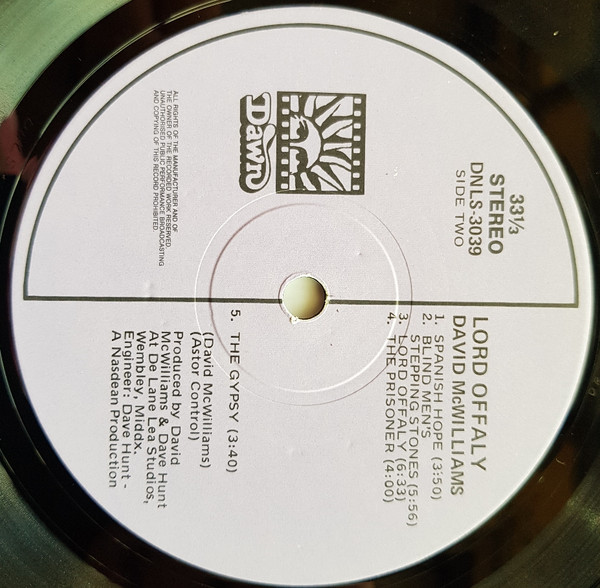 33 1/3
STEREO
DNLS-3039
SIDE TWO
Dawn
ALL RIGHTS OF THE MANUFACTURER AND OF
THE OWNER OF THE RECORDED WORK RESERVED
UNAUTHORISED PUBLIC PERFORMANCE BROADCASTING
AND COPYING OF THIS RECORD PROHIBITED
LORD OFFALY
DAVID McWILLIAMS
1. SPANISH HOPE (3:50)
2. BLIND MEN'S
STEPPING STONES (5:56)
3. LORD OFFALY (6:33)
4. THE PRISONER (4:00)
5. THE GYPSY (3:40)
(David McWilliams)
(Astor Control)
Produced by David
McWilliams & Dave Hunt
At De Lane Lea Studios,
Wembley, Middx.
Engineer: Dave Hunt -
A Nasdean Production